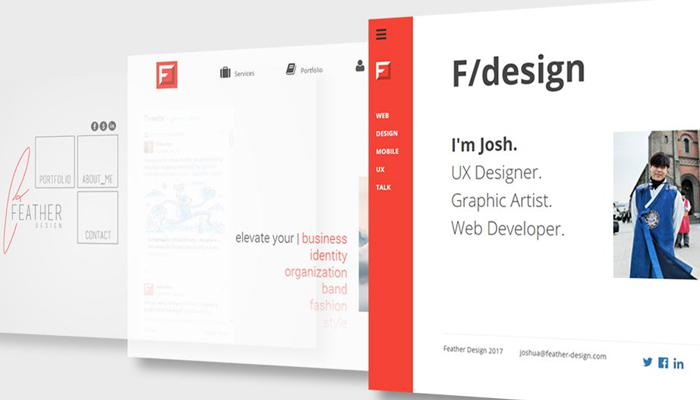 PORTFOLIO
ABOUT_ME
FEATHER
DESIGN
CONTACT
F
Services
Portfolio
Tweets
elevate your | business
identity
organization
band
fashion
style
F
WEB
DESIGN
MOBILE
UX
TALK
F/design
I'm Josh.
UX Designer.
Graphic Artist.
Web Developer.
Feather Design 2017
joshua@feather-design.com